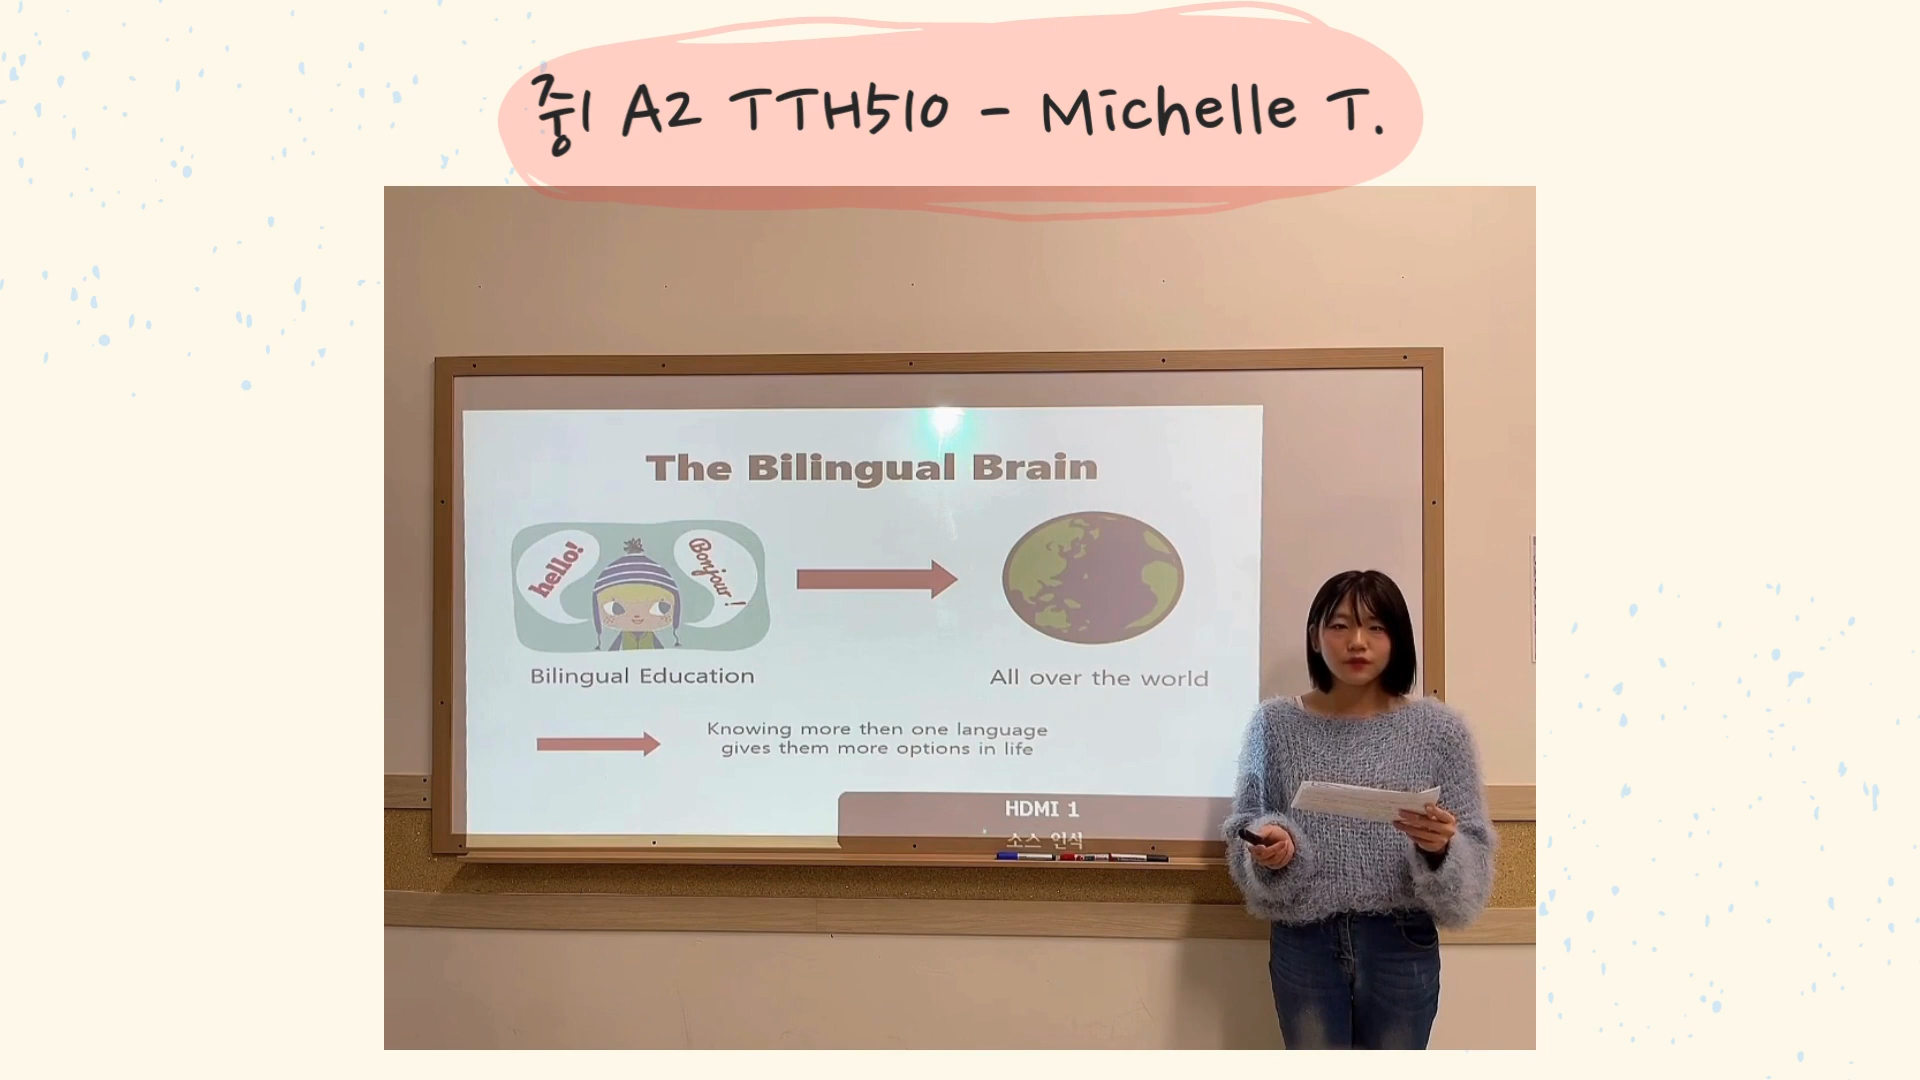 중1 A2 TTH510 - Michelle T.
The Bilingual Brain
hello!
Bonjour!
Bilingual Education
All over the world
Knowing more then one language
gives them more options in life
HDMI 1
소스 인식